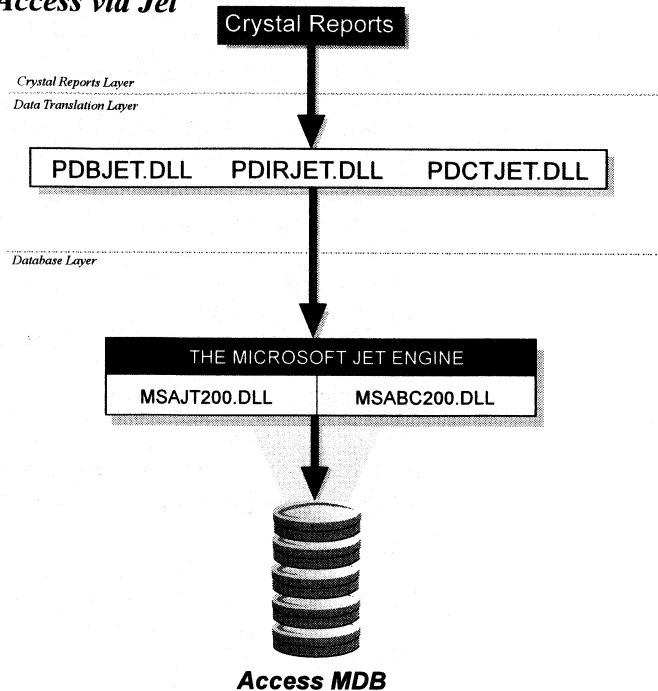 Access via Jet
Crystal Reports
Crystal Reports Layer
Data Translation Layer
PDBJET.DLL PDIRJET.DLL PDCTJET.DLL
Database Layer
THE MICROSOFT JET ENGINE
MSAJT200.DLL MSABC200.DLL
Access MDB